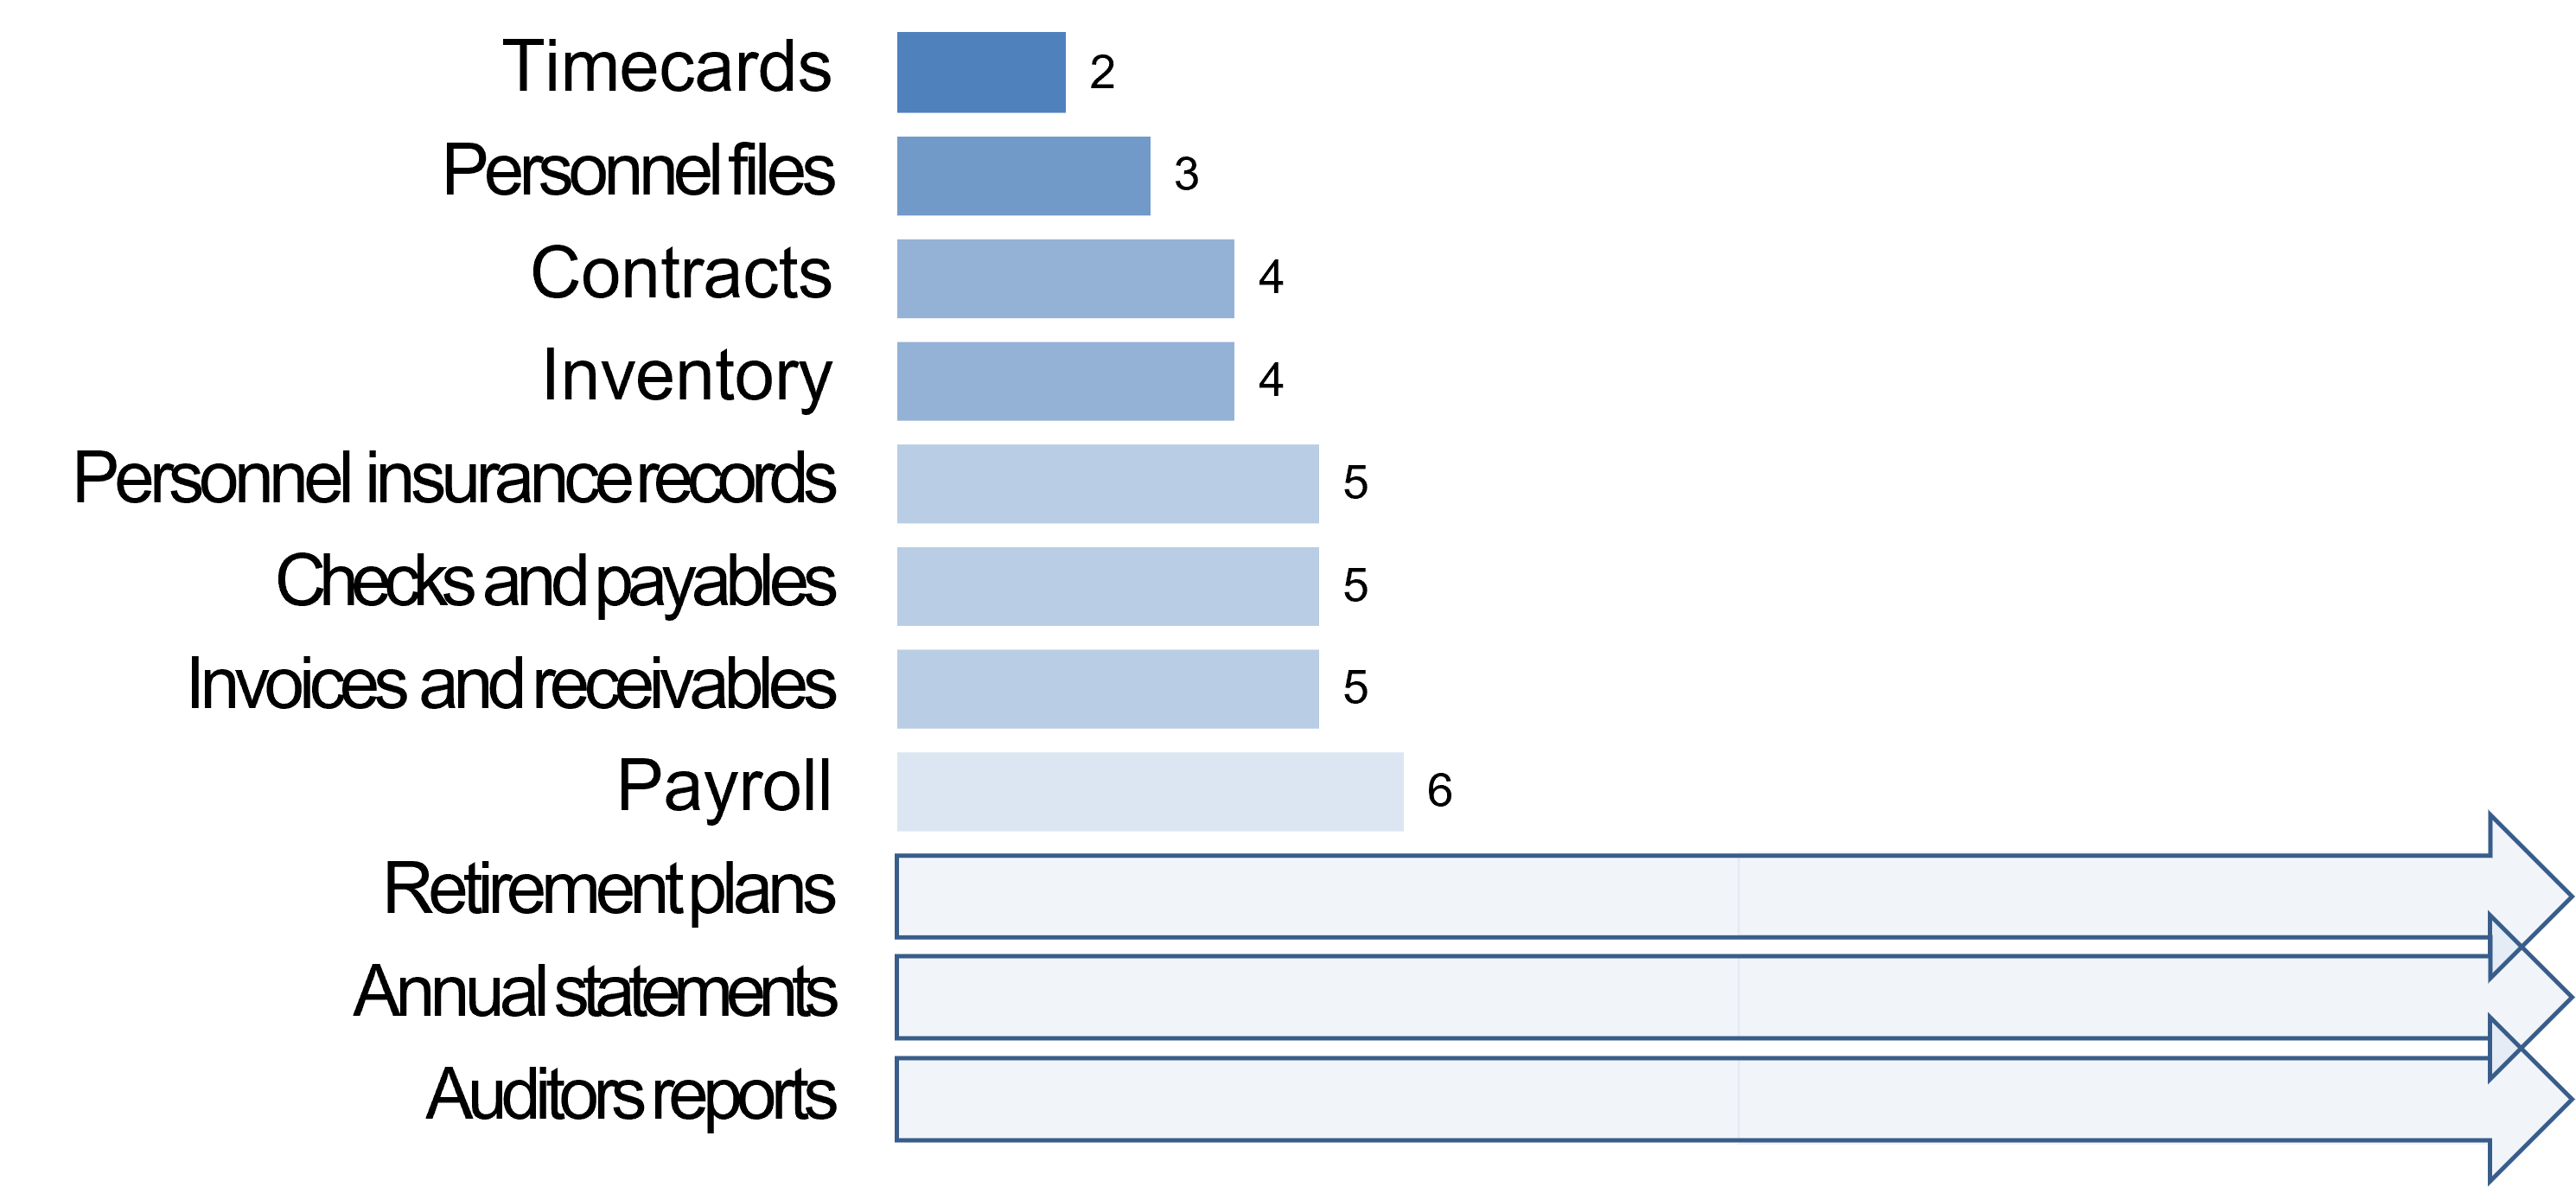 Timecards 2
Personnel files 3
Contracts 4
Inventory 4
Personnel insurance records 5
Checks and payables 5
Invoices and receivables 5
Payroll 6
Retirement plans
Annual statements
Auditors reports